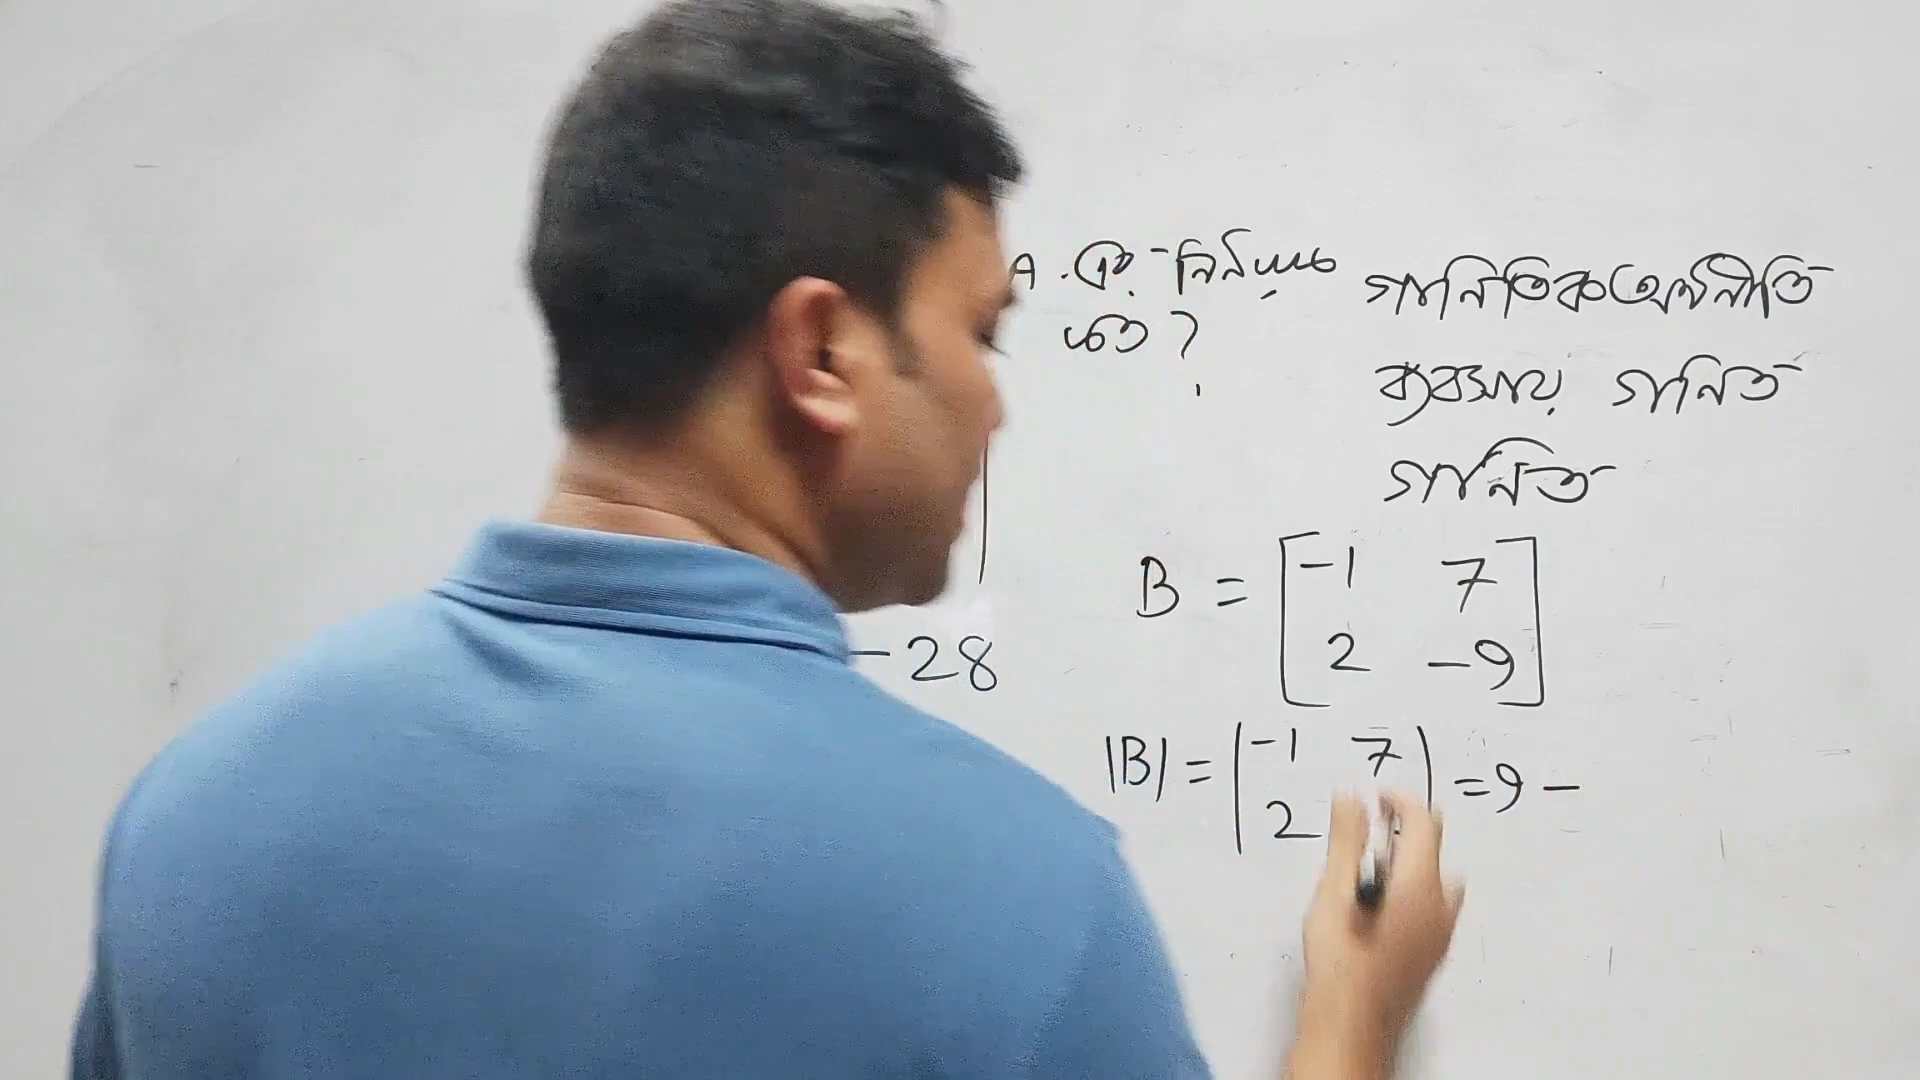 A এর নির্ণায়ক
কত ?
গাণিতিক অর্থনীতি
ব্যবসায় গণিত
গণিত
B = [-1 7
2 -9]
-28
|B| = |-1 7
2 | = 9 -